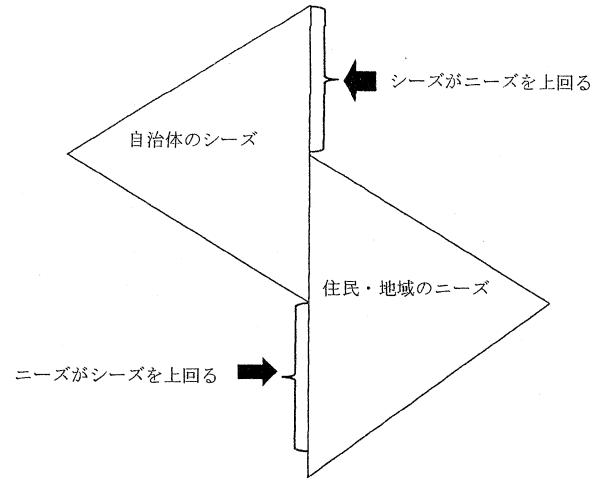 シーズがニーズを上回る
自治体のシーズ
住民・地域のニーズ
ニーズがシーズを上回る